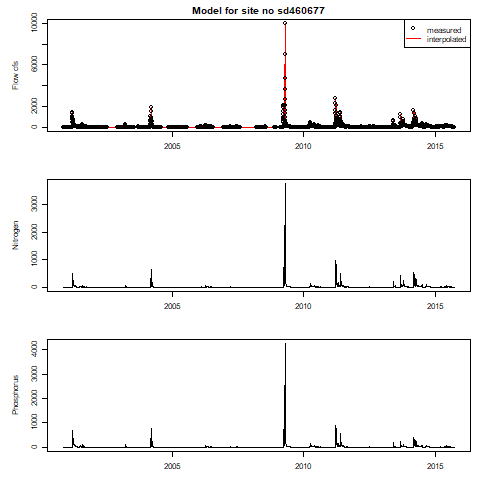 Model for site no sd460677
measured
interpolated
Flow cfs
0 2000 6000 10000
2005 2010 2015
Nitrogen
0 1000 2000 3000
2005 2010 2015
Phosphorus
0 1000 2000 3000 4000
2005 2010 2015